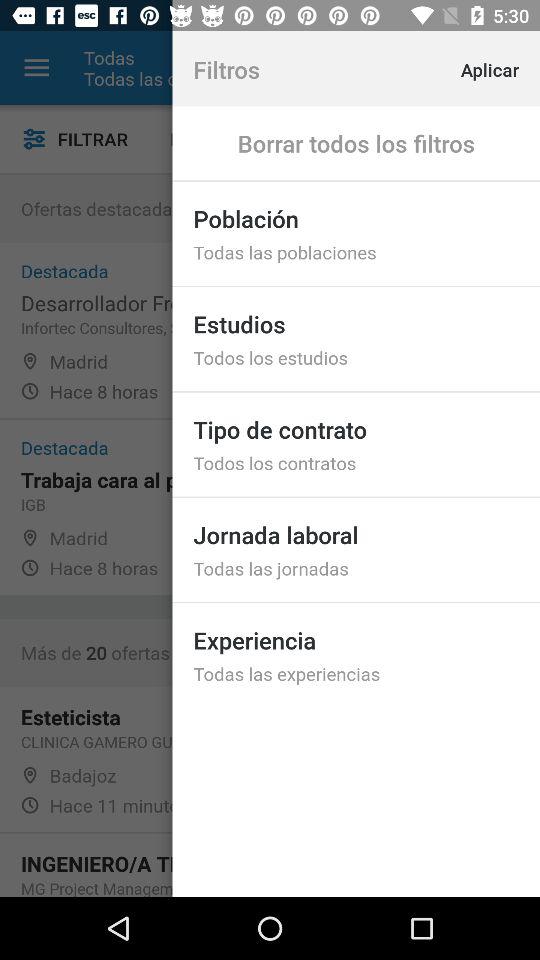 esc
5:30
Todas
Todas las
FILTRAR
Ofertas destacada
Destacada
Desarrollador Fr
Infortec Consultores,
Madrid
Hace 8 horas
Destacada
Trabaja cara al p
IGB
Madrid
Hace 8 horas
Más de 20 ofertas
Esteticista
CLINICA GAMERO GU
Badajoz
Hace 11 minut
INGENIERO/A T
MG Project Managem
Filtros
Aplicar
Borrar todos los filtros
Población
Todas las poblaciones
Estudios
Todos los estudios
Tipo de contrato
Todos los contratos
Jornada laboral
Todas las jornadas
Experiencia
Todas las experiencias